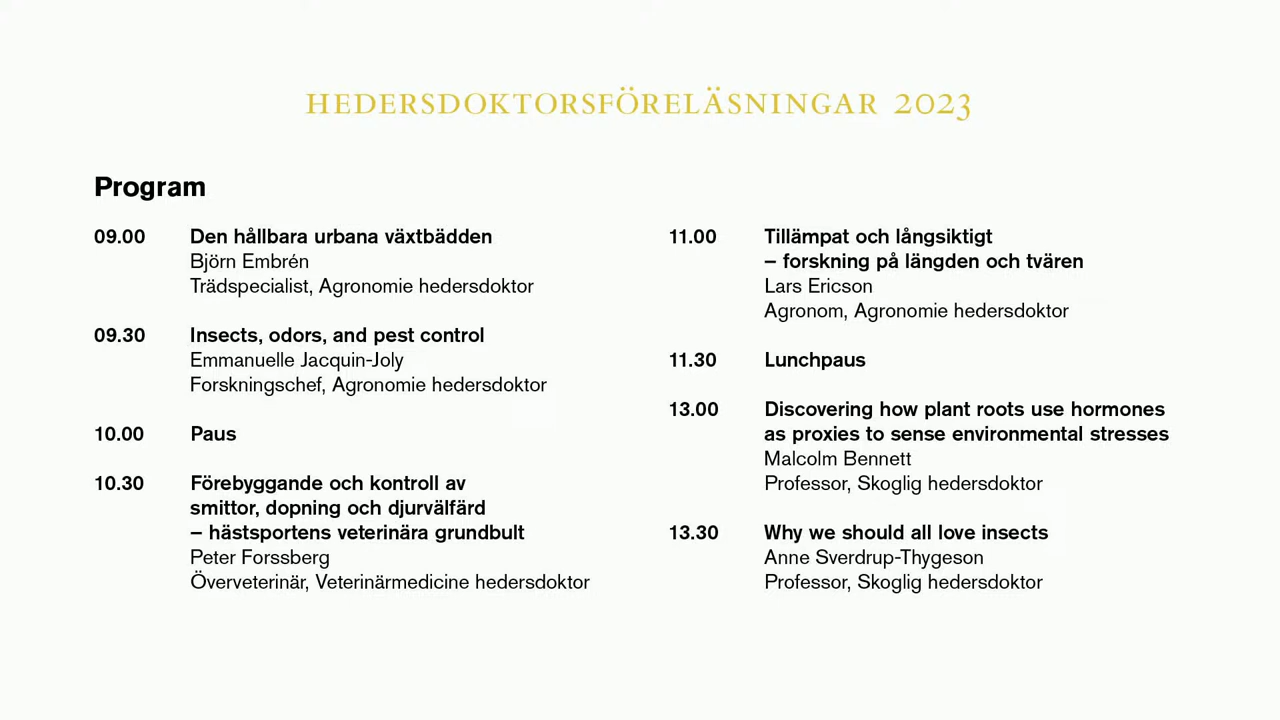 HEDERSDOKTORSFÖRELÄSNINGAR 2023
Program
09.00 Den hållbara urbana växtbädden
Björn Embrén
Trädspecialist, Agronomie hedersdoktor
09.30 Insects, odors, and pest control
Emmanuelle Jacquin-Joly
Forskningschef, Agronomie hedersdoktor
10.00 Paus
10.30 Förebyggande och kontroll av
smittor, dopning och djurvälfärd
– hästsportens veterinära grundbult
Peter Forssberg
Överveterinär, Veterinärmedicine hedersdoktor
11.00 Tillämpat och långsiktigt
– forskning på längden och tvären
Lars Ericson
Agronom, Agronomie hedersdoktor
11.30 Lunchpaus
13.00 Discovering how plant roots use hormones
as proxies to sense environmental stresses
Malcolm Bennett
Professor, Skoglig hedersdoktor
13.30 Why we should all love insects
Anne Sverdrup-Thygeson
Professor, Skoglig hedersdoktor